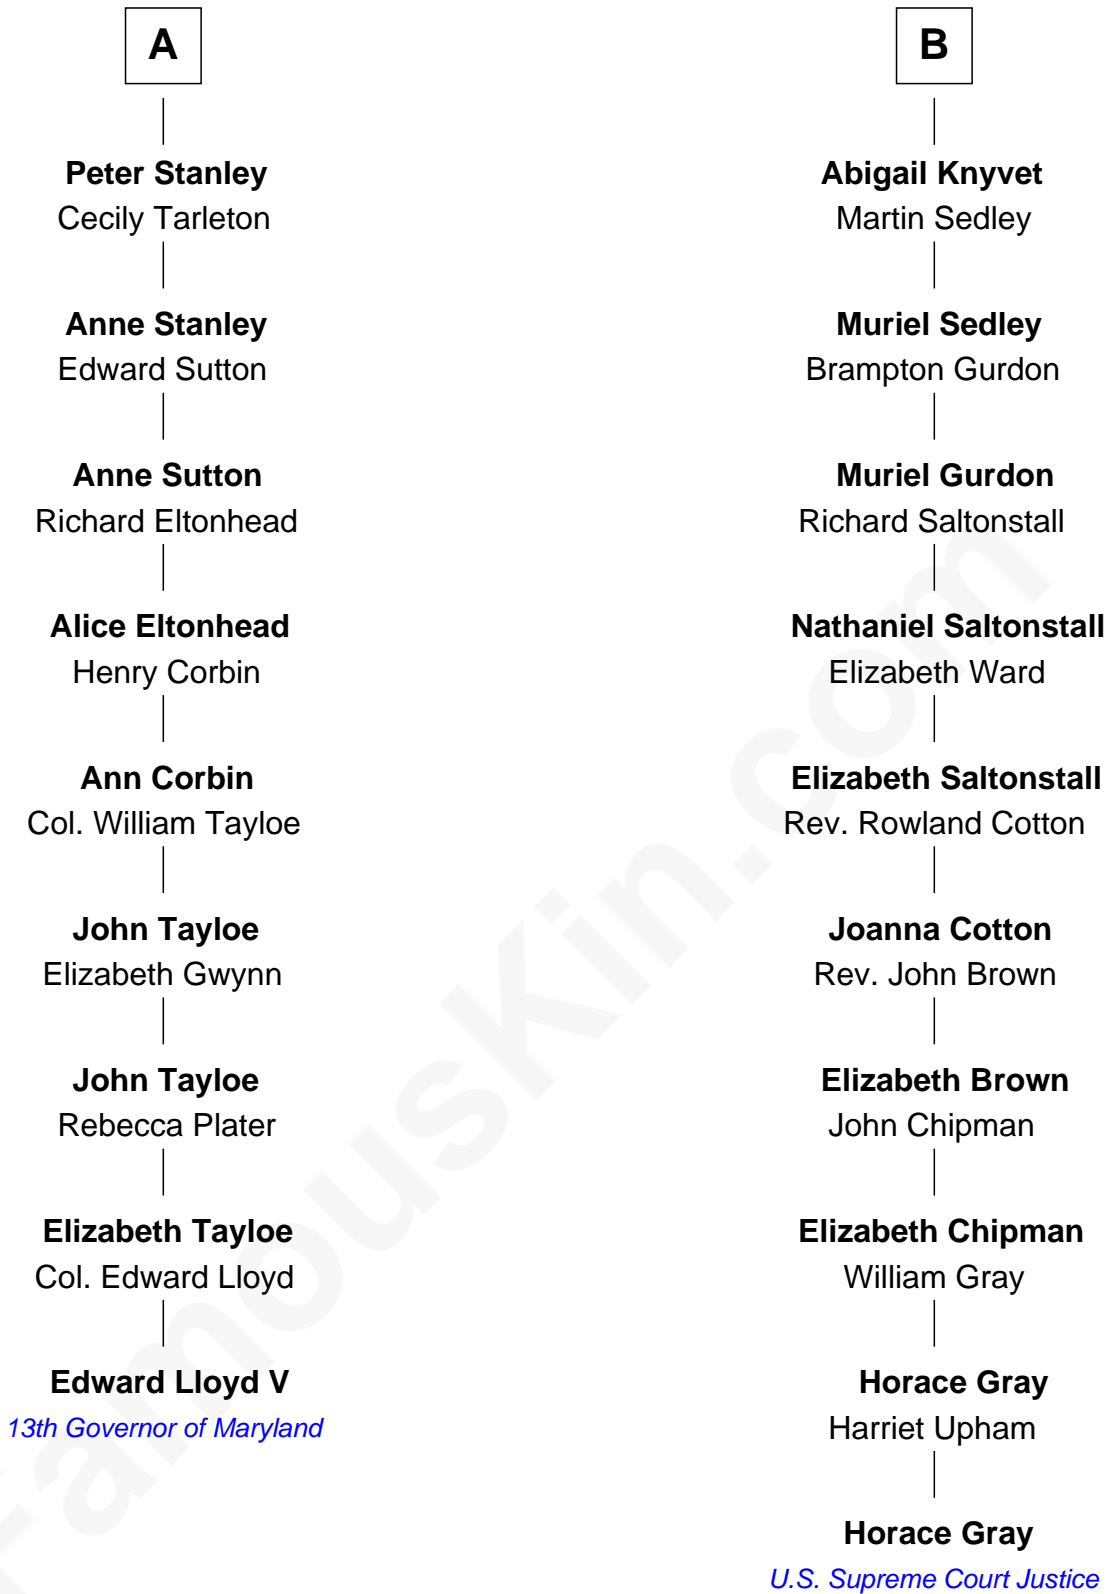 A
Peter Stanley
Cecily Tarleton
Anne Stanley
Edward Sutton
Anne Sutton
Richard Eltonhead
Alice Eltonhead
Henry Corbin
Ann Corbin
Col. William Tayloe
John Tayloe
Elizabeth Gwynn
John Tayloe
Rebecca Plater
Elizabeth Tayloe
Col. Edward Lloyd
Edward Lloyd V
13th Governor of Maryland
B
Abigail Knyvet
Martin Sedley
Muriel Sedley
Brampton Gurdon
Muriel Gurdon
Richard Saltonstall
Nathaniel Saltonstall
Elizabeth Ward
Elizabeth Saltonstall
Rev. Rowland Cotton
Joanna Cotton
Rev. John Brown
Elizabeth Brown
John Chipman
Elizabeth Chipman
William Gray
Horace Gray
Harriet Upham
Horace Gray
U.S. Supreme Court Justice
FamousKin.com